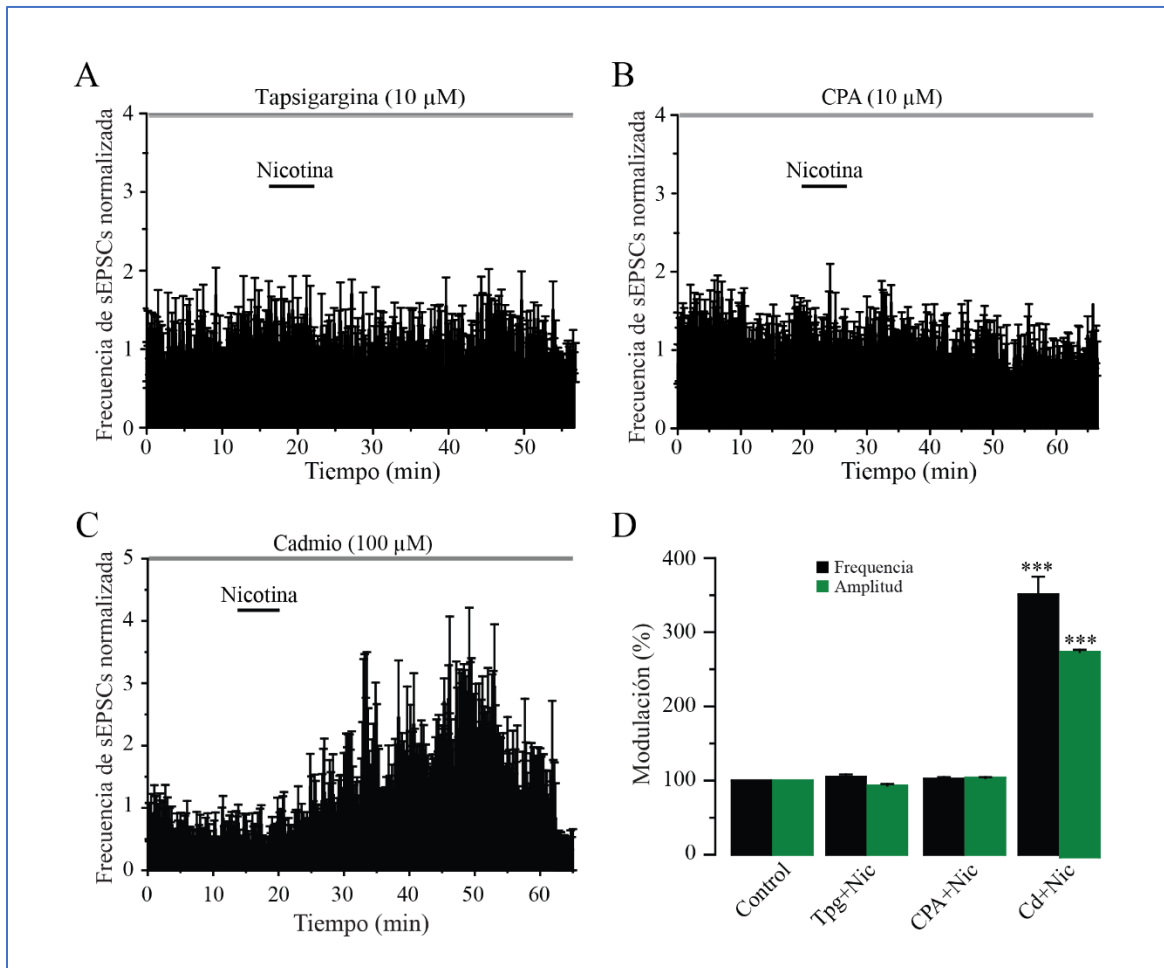 A
Tapsigargina (10 μM)
Frecuencia de sEPSCs normalizada
4
3
2
1
0
Nicotina
0 10 20 30 40 50
Tiempo (min)
B
CPA (10 μM)
Frecuencia de sEPSCs normalizada
4
3
2
1
0
Nicotina
0 10 20 30 40 50 60
Tiempo (min)
C
Cadmio (100 μM)
Frecuencia de sEPSCs normalizada
5
4
3
2
1
0
Nicotina
0 10 20 30 40 50 60
Tiempo (min)
D
Modulación (%)
400
300
200
100
0
Frequencia
Amplitud
***
***
Control
Tpg+Nic
CPA+Nic
Cd+Nic